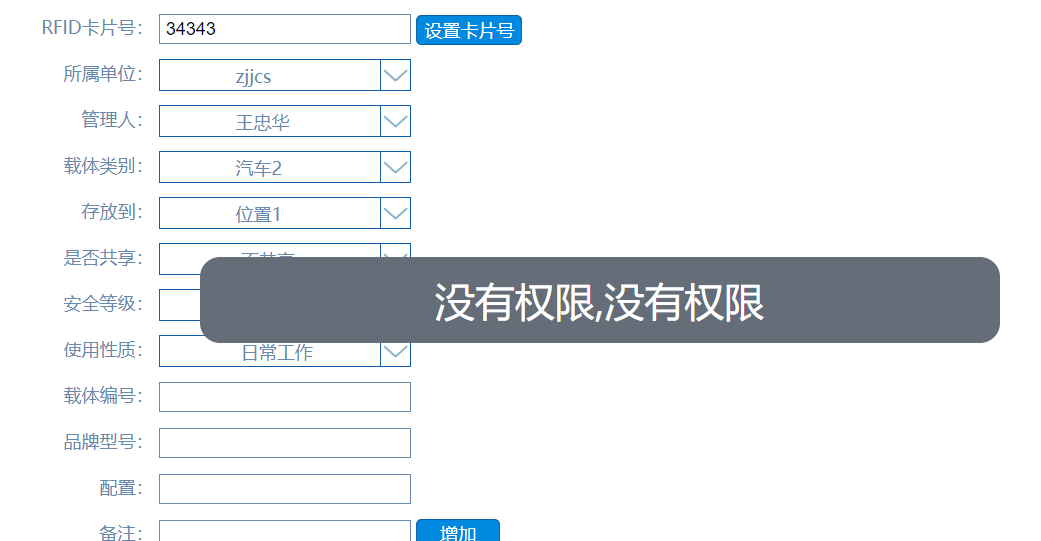 RFID卡片号： 34343 设置卡片号
所属单位： zjjcs
管理人： 王忠华
载体类别： 汽车2
存放到： 位置1
是否共享：
没有权限,没有权限
安全等级：
使用性质： 日常工作
载体编号：
品牌型号：
配置：
备注： 增加